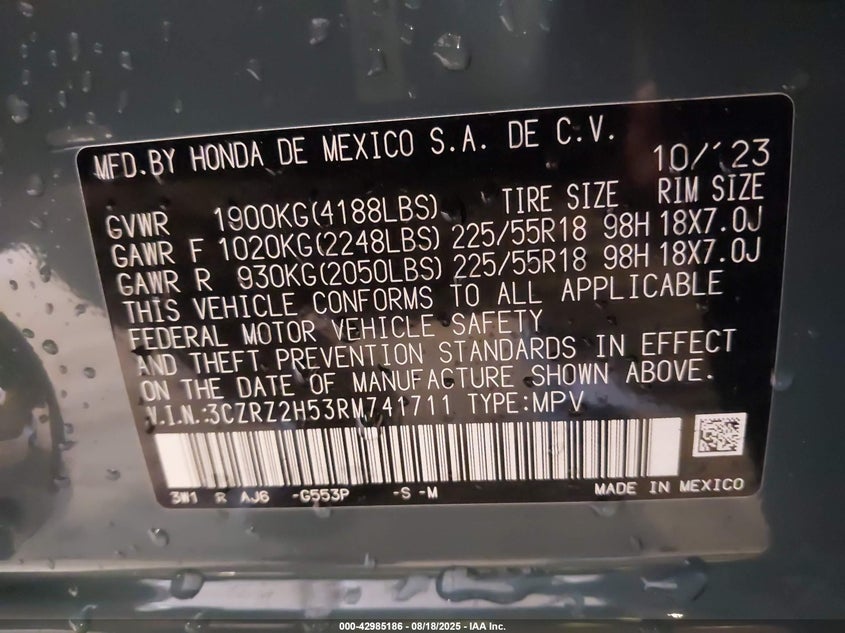 MFD.BY HONDA DE MEXICO S.A. DE C.V. 10/'23
TIRE SIZE RIM SIZE
GVWR 1900KG(4188LBS)
GAWR F 1020KG(2248LBS) 225/55R18 98H 18X7.0J
GAWR R 930KG(2050LBS) 225/55R18 98H 18X7.0J
THIS VEHICLE CONFORMS TO ALL APPLICABLE
FEDERAL MOTOR VEHICLE SAFETY
AND THEFT PREVENTION STANDARDS IN EFFECT
ON THE DATE OF MANUFACTURE SHOWN ABOVE.
V.I.N.:3CZRZ2H53RM741711 TYPE:MPV
3W1 R AJ6 -G553P -S -M MADE IN MEXICO
000-42985186 - 08/18/2025 - IAA Inc.